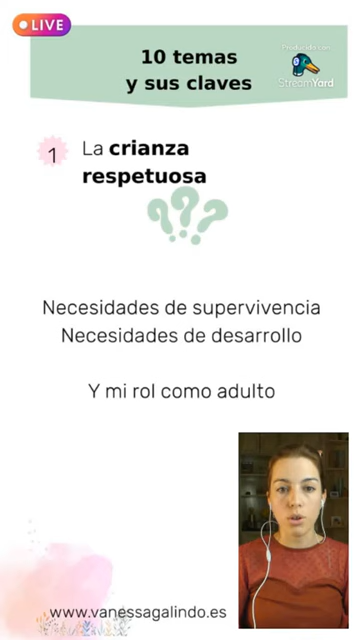 LIVE
10 temas
y sus claves
Producido con
StreamYard
1
La crianza
respetuosa
???
Necesidades de supervivencia
Necesidades de desarrollo
Y mi rol como adulto
www.vanessagalindo.es